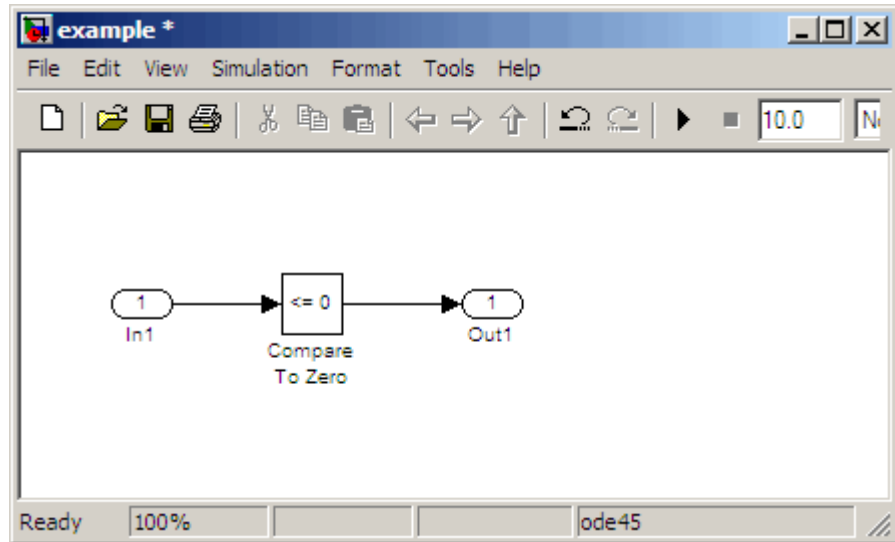 example *
File Edit View Simulation Format Tools Help
10.0
1 <= 0 1
In1 Compare To Zero Out1
Ready 100% ode45